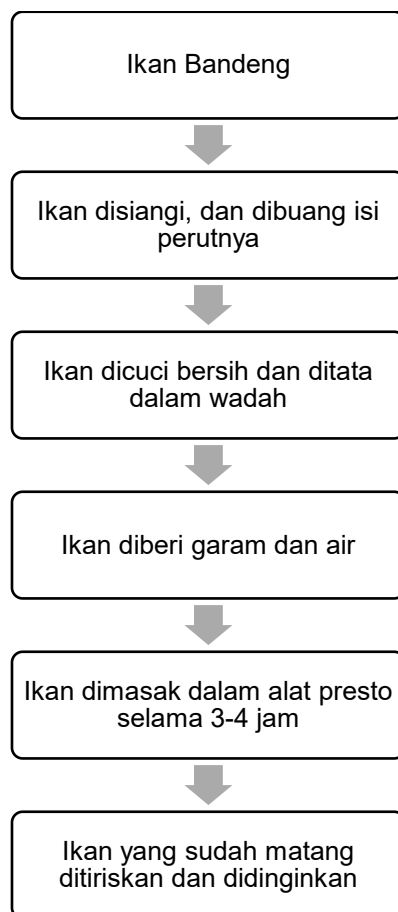 Ikan Bandeng
Ikan disiangi, dan dibuang isi
perutnya
Ikan dicuci bersih dan ditata
dalam wadah
Ikan diberi garam dan air
Ikan dimasak dalam alat presto
selama 3-4 jam
Ikan yang sudah matang
ditiriskan dan didinginkan